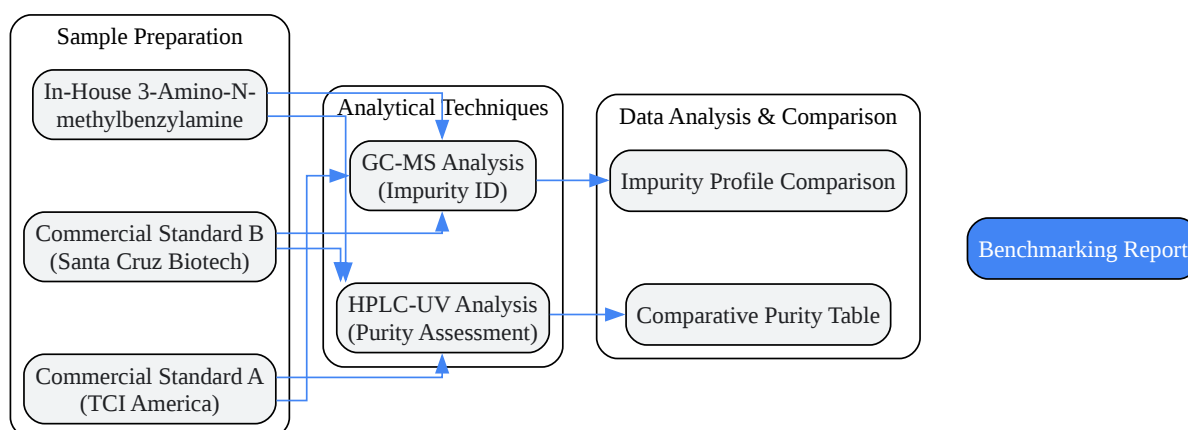 Sample Preparation
In-House 3-Amino-N-
methylbenzylamine
Commercial Standard B
(Santa Cruz Biotech)
Commercial Standard A
(TCI America)
Analytical Techniques
GC-MS Analysis
(Impurity ID)
HPLC-UV Analysis
(Purity Assessment)
Data Analysis & Comparison
Impurity Profile Comparison
Comparative Purity Table
Benchmarking Report